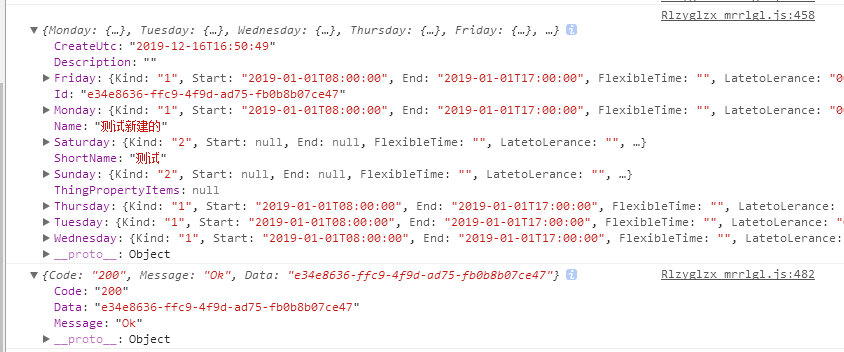 Rlzyglzx_mrrlgl.js:458
▼{Monday: {…}, Tuesday: {…}, Wednesday: {…}, Thursday: {…}, Friday: {…}, …} i
CreateUtc: "2019-12-16T16:50:49"
Description: ""
▶Friday: {Kind: "1", Start: "2019-01-01T08:00:00", End: "2019-01-01T17:00:00", FlexibleTime: "", LatetoLerance: "0
Id: "e34e8636-ffc9-4f9d-ad75-fb0b8b07ce47"
▶Monday: {Kind: "1", Start: "2019-01-01T08:00:00", End: "2019-01-01T17:00:00", FlexibleTime: "", LatetoLerance: "0
Name: "测试新建的"
▶Saturday: {Kind: "2", Start: null, End: null, FlexibleTime: "", LatetoLerance: "", …}
ShortName: "测试"
▶Sunday: {Kind: "2", Start: null, End: null, FlexibleTime: "", LatetoLerance: "", …}
ThingPropertyItems: null
▶Thursday: {Kind: "1", Start: "2019-01-01T08:00:00", End: "2019-01-01T17:00:00", FlexibleTime: "", LatetoLerance:
▶Tuesday: {Kind: "1", Start: "2019-01-01T08:00:00", End: "2019-01-01T17:00:00", FlexibleTime: "", LatetoLerance: "
▶Wednesday: {Kind: "1", Start: "2019-01-01T08:00:00", End: "2019-01-01T17:00:00", FlexibleTime: "", LatetoLerance:
▶__proto__: Object
▼{Code: "200", Message: "Ok", Data: "e34e8636-ffc9-4f9d-ad75-fb0b8b07ce47"} i Rlzyglzx_mrrlgl.js:482
Code: "200"
Data: "e34e8636-ffc9-4f9d-ad75-fb0b8b07ce47"
Message: "Ok"
▶__proto__: Object